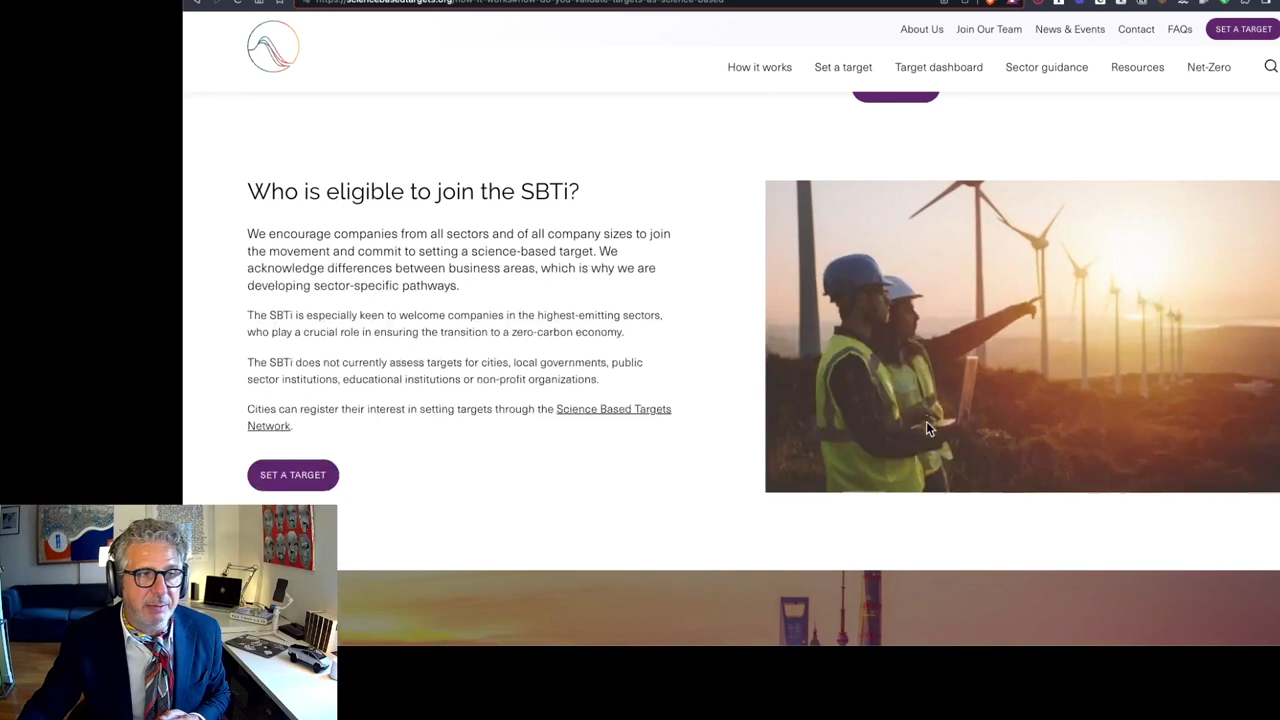 About Us Join Our Team News & Events Contact FAQs SET A TARGET
How it works Set a target Target dashboard Sector guidance Resources Net-Zero
Who is eligible to join the SBTi?
We encourage companies from all sectors and of all company sizes to join
the movement and commit to setting a science-based target. We
acknowledge differences between business areas, which is why we are
developing sector-specific pathways.
The SBTi is especially keen to welcome companies in the highest-emitting sectors,
who play a crucial role in ensuring the transition to a zero-carbon economy.
The SBTi does not currently assess targets for cities, local governments, public
sector institutions, educational institutions or non-profit organizations.
Cities can register their interest in setting targets through the Science Based Targets
Network.
SET A TARGET